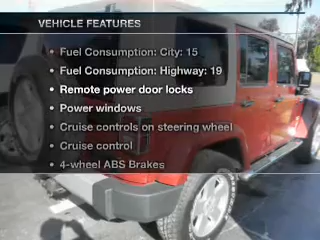 VEHICLE FEATURES
• Fuel Consumption: City: 15
• Fuel Consumption: Highway: 19
• Remote power door locks
• Power windows
• Cruise controls on steering wheel
• Cruise control
• 4-wheel ABS Brakes